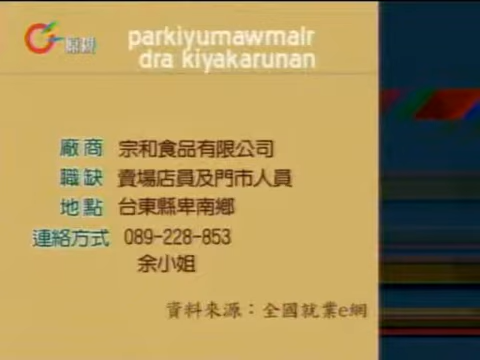 原視
parkiyumawmalr
dra kiyakarunan
廠商 宗和食品有限公司
職缺 賣場店員及門市人員
地點 台東縣卑南鄉
連絡方式 089-228-853
余小姐
資料來源：全國就業e網